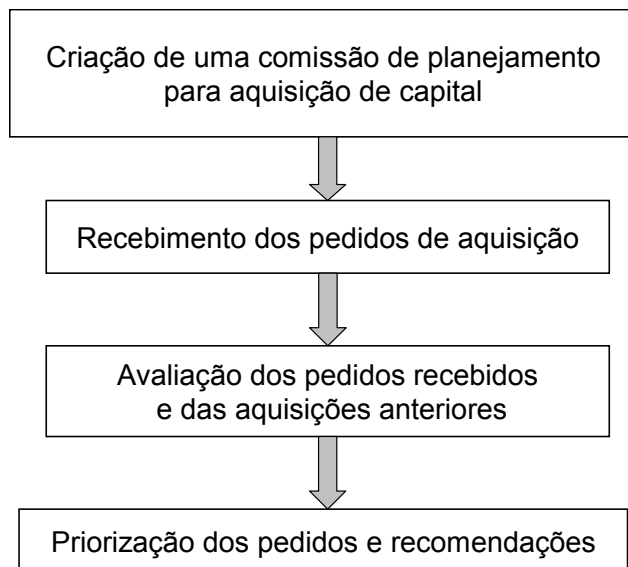 Criação de uma comissão de planejamento
para aquisição de capital
Recebimento dos pedidos de aquisição
Avaliação dos pedidos recebidos
e das aquisições anteriores
Priorização dos pedidos e recomendações